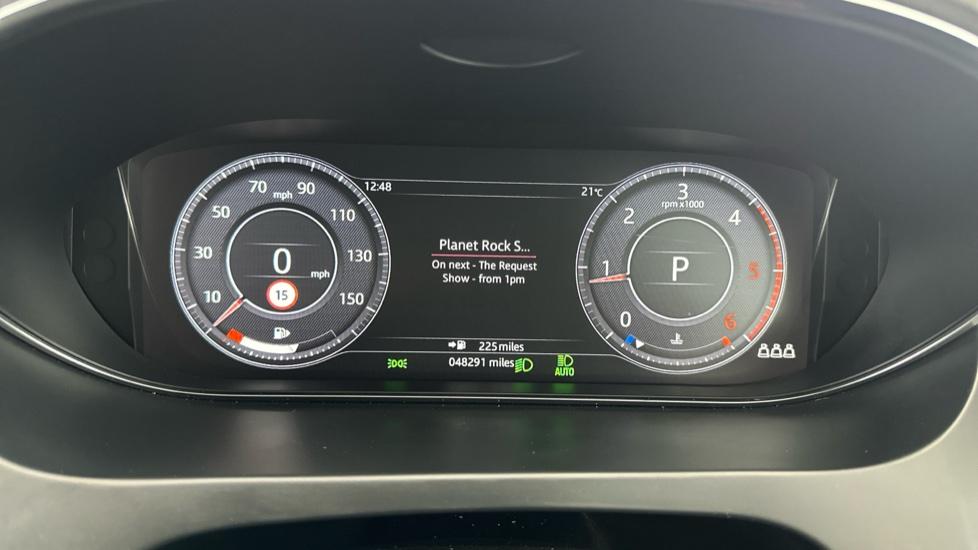 12:48
21°C
70 mph 90
50
110
30
130
10
150
0
mph
15
Planet Rock S...
On next - The Request
Show - from 1pm
3
rpm x1000
2
4
1
5
0
6
P
225 miles
048291 miles
AUTO